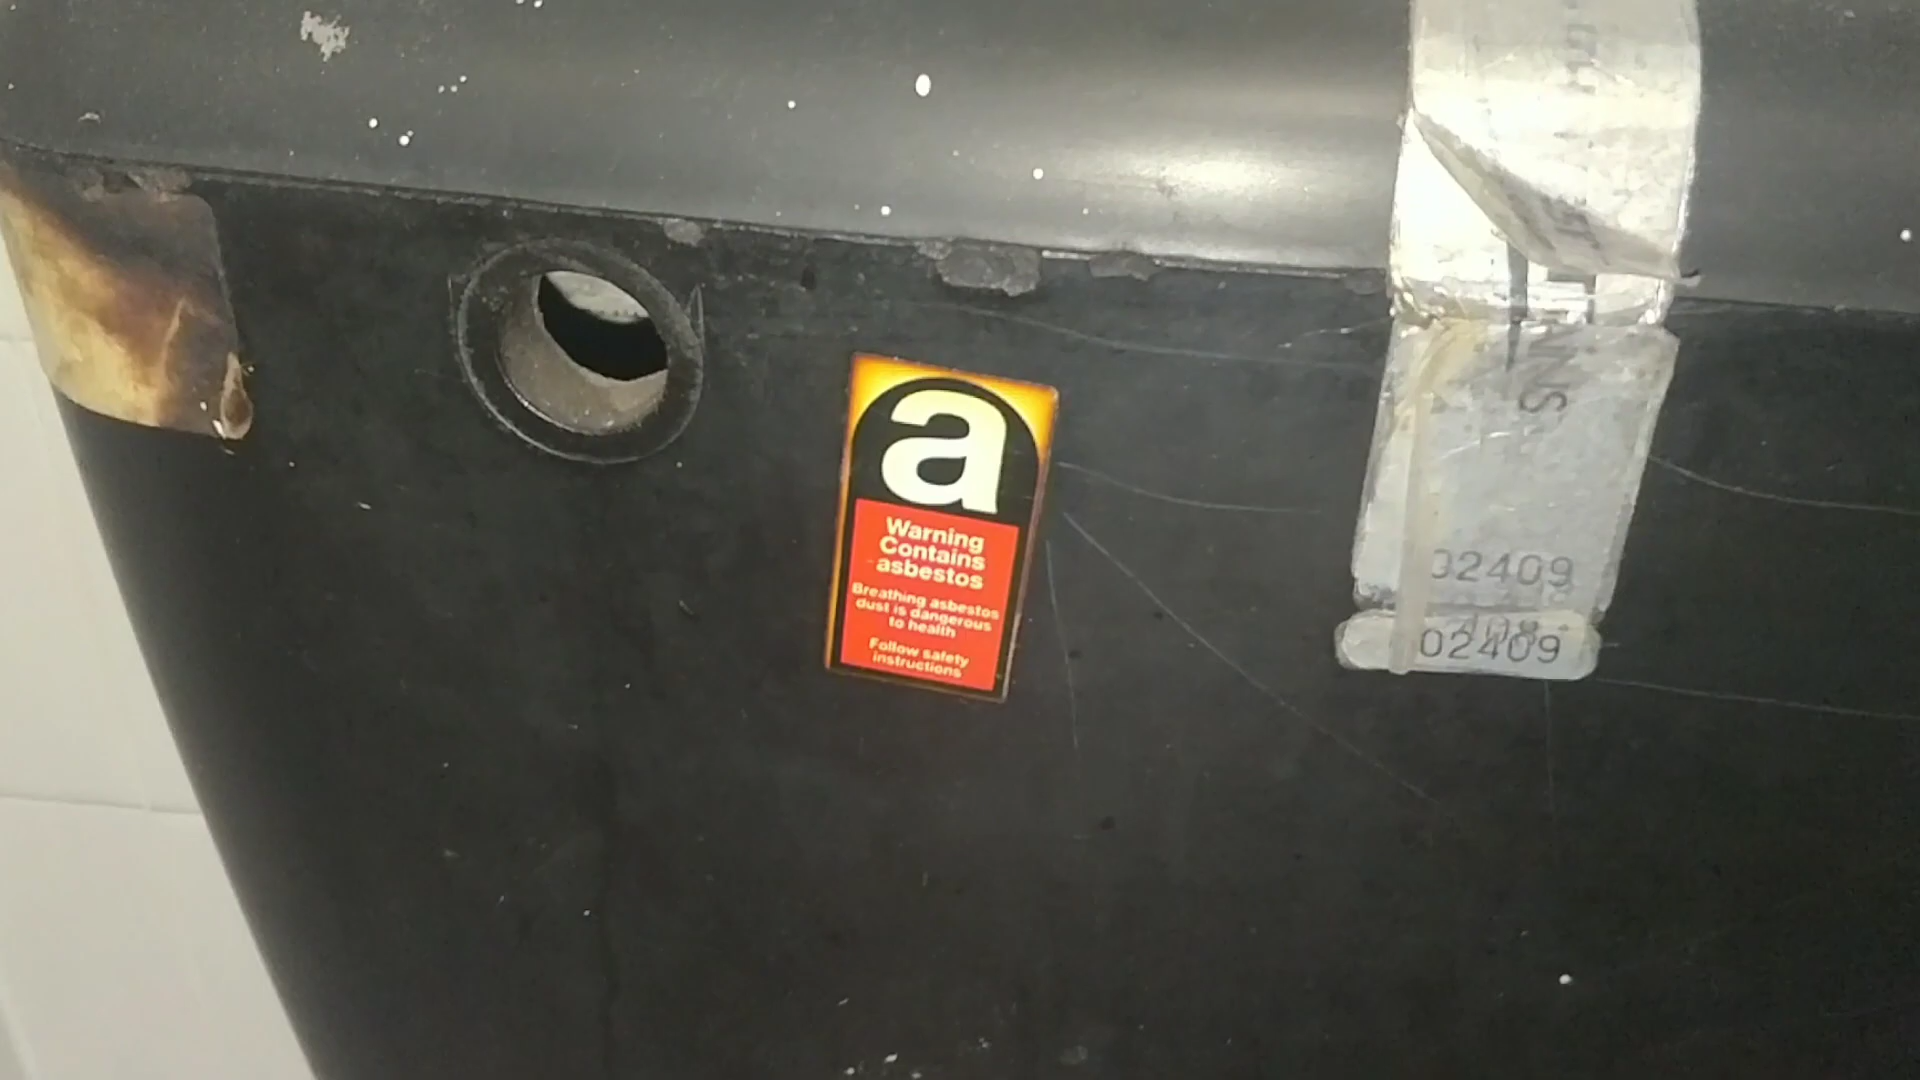 a
Warning
Contains
asbestos
Breathing asbestos
dust is dangerous
to health
Follow safety
instructions
02409
02409